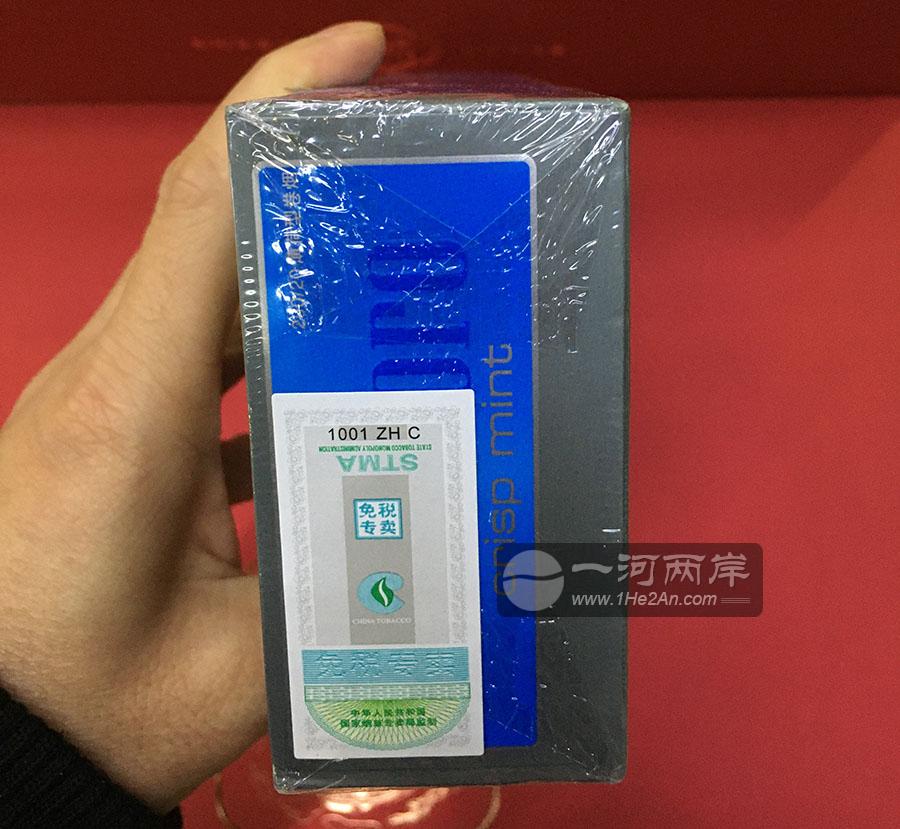 crisp mint
1001 ZH C
STATE TOBACCO MONOPOLY ADMINISTRATION
STMA
免税
专卖
CHINA TOBACCO
免税专卖
中华人民共和国
国家烟草专卖局监制
一河两岸
www.1He2An.com